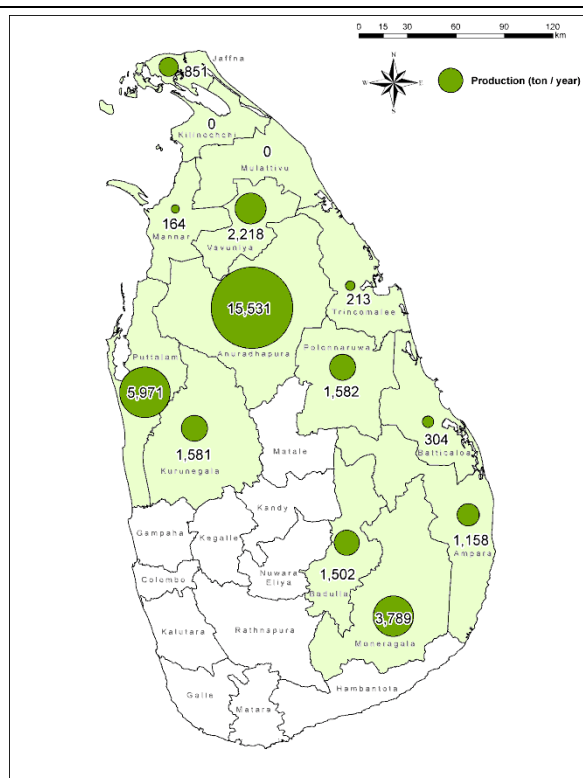 0 15 30 60 90 120
km
N
W E
S
Production (ton / year)
Jaffna
851
0
Kilinochchi
0
Mulattivu
164
Mannar
2,218
Vavuniya
15,531
Anuradhapura
213
Trincomalee
Polonnaruwa
1,582
Puttalam
5,971
1,581
Kurunegala
304
Batticaloa
Matale
Kandy
1,158
Ampara
Gampaha
Kegalle
1,502
Badulla
Colombo
Nuwara
Eliya
3,789
Moneragala
Kalutara
Rathnapura
Hambantota
Galle
Matara